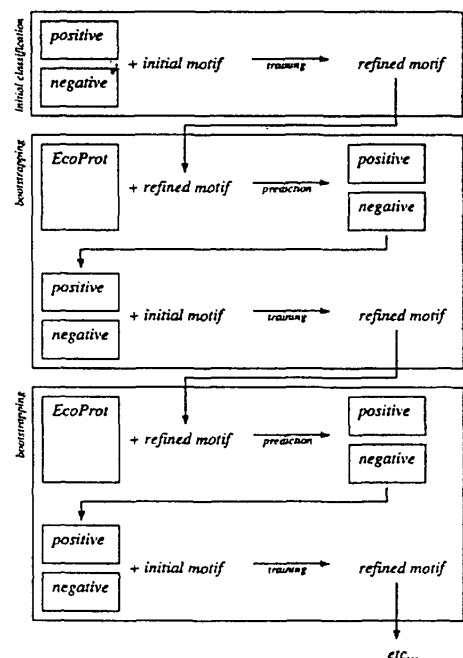 Initial classification
positive
negative
+ initial motif
training
refined motif
bootstrapping
EcoProt
+ refined motif
prediction
positive
negative
positive
negative
+ initial motif
training
refined motif
bootstrapping
EcoProt
+ refined motif
prediction
positive
negative
positive
negative
+ initial motif
training
refined motif
etc...